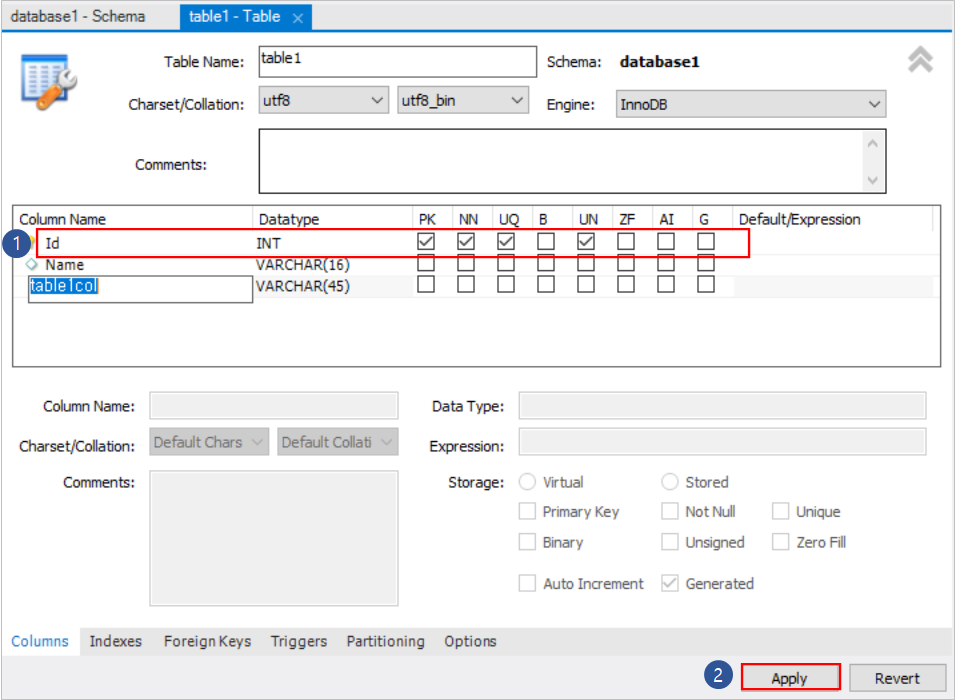 database1 - Schema
table1 - Table
Table Name: table1 Schema: database1
Charset/Collation: utf8 utf8_bin Engine: InnoDB
Comments:
Column Name Datatype PK NN UQ B UN ZF AI G Default/Expression
1 Id INT
Name VARCHAR(16)
table1col VARCHAR(45)
Column Name: Data Type:
Charset/Collation: Default Chars Default Collati Expression:
Comments: Storage: Virtual Stored
Primary Key Not Null Unique
Binary Unsigned Zero Fill
Auto Increment Generated
Columns Indexes Foreign Keys Triggers Partitioning Options
2 Apply Revert